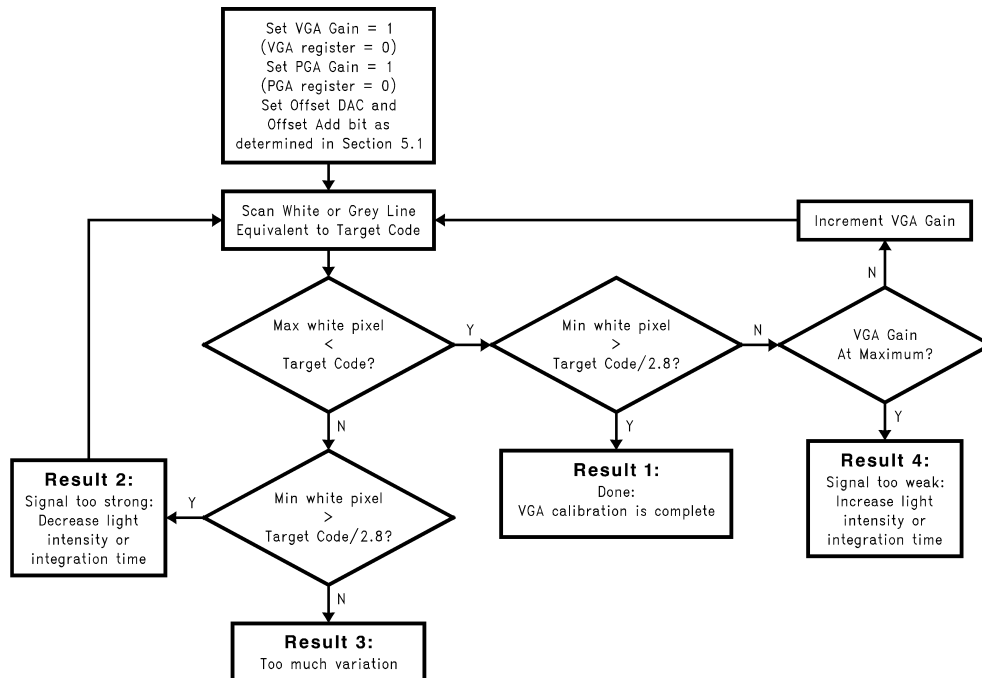 Set VGA Gain = 1
(VGA register = 0)
Set PGA Gain = 1
(PGA register = 0)
Set Offset DAC and
Offset Add bit as
determined in Section 5.1
Scan White or Grey Line
Equivalent to Target Code
Increment VGA Gain
N
Max white pixel
<
Target Code?
Y
Min white pixel
>
Target Code/2.8?
N
VGA Gain
At Maximum?
N
Y
Y
Result 2:
Signal too strong:
Decrease light
intensity or
integration time
Y
Min white pixel
>
Target Code/2.8?
Result 1:
Done:
VGA calibration is complete
Result 4:
Signal too weak:
Increase light
intensity or
integration time
N
Result 3:
Too much variation